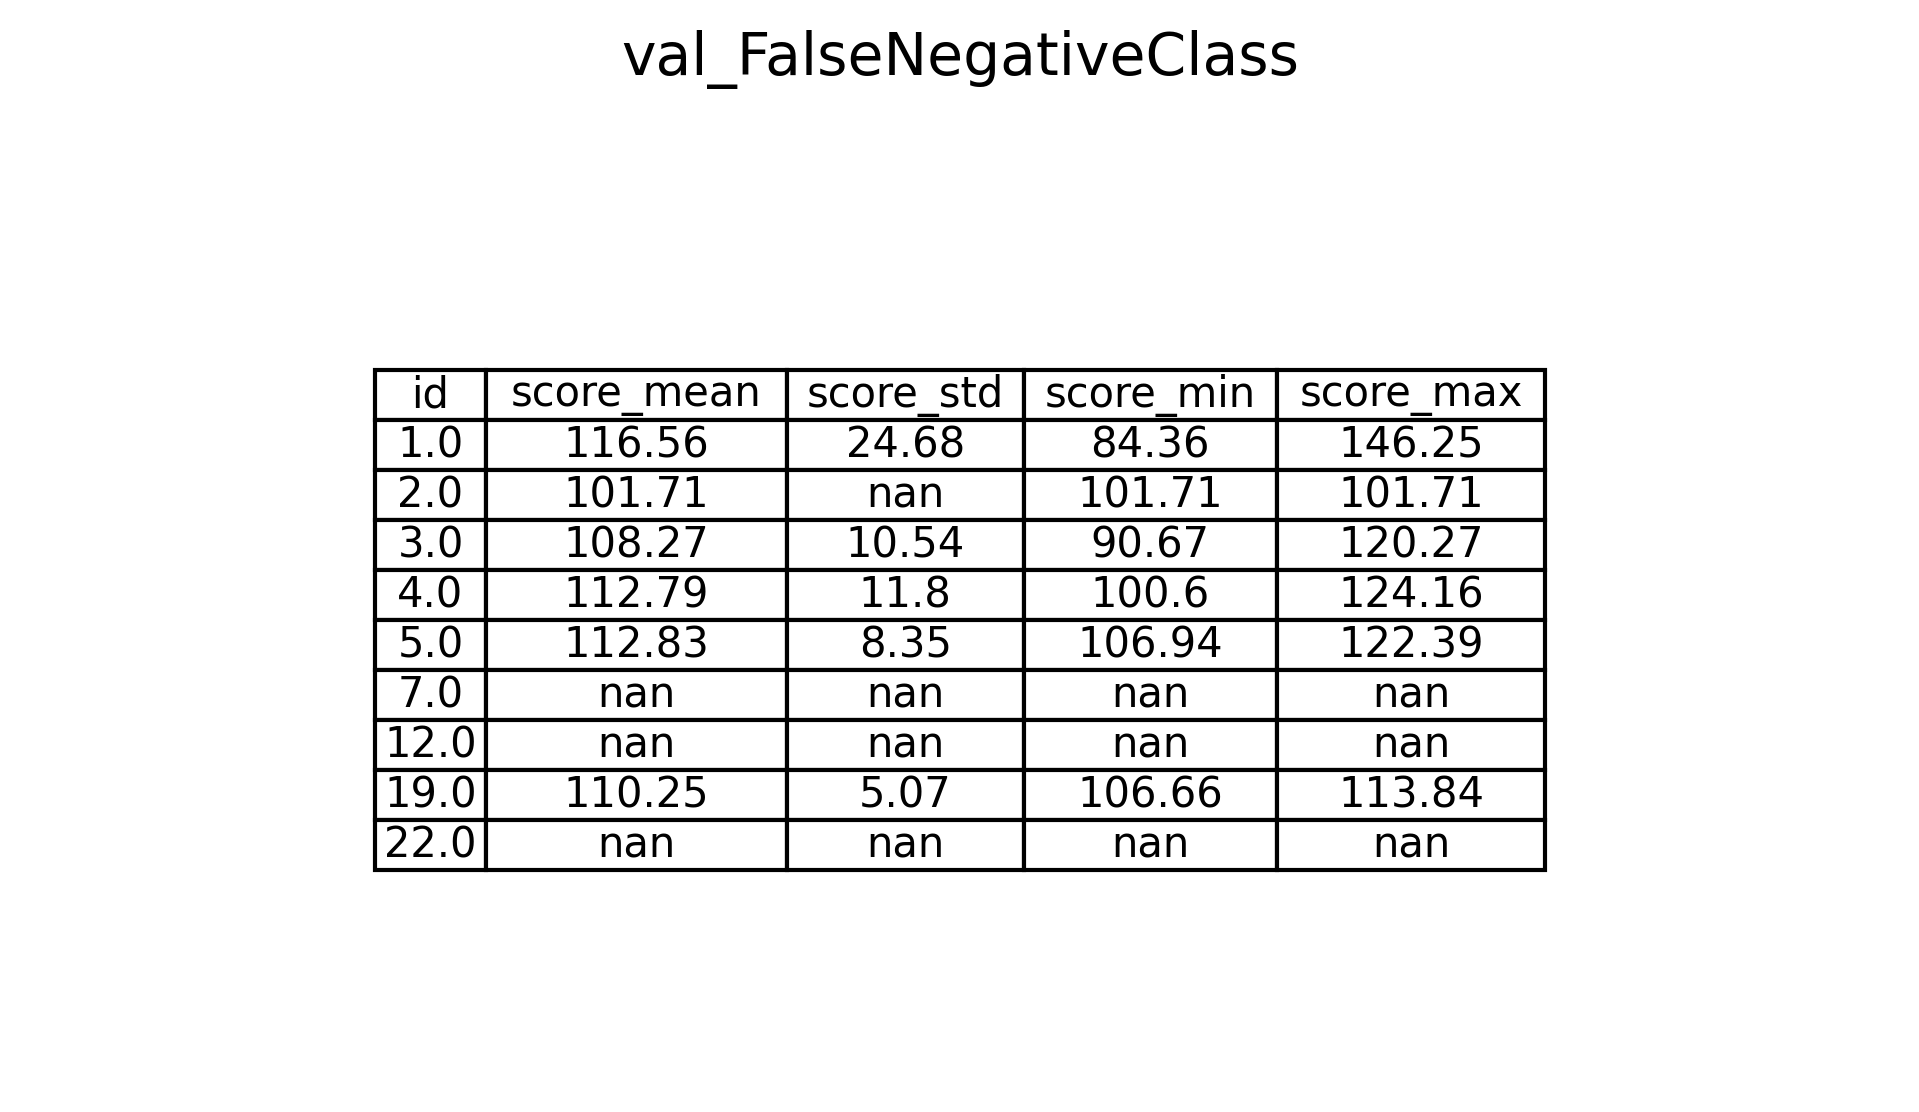 val_FalseNegativeClass
id score_mean score_std score_min score_max
1.0 116.56 24.68 84.36 146.25
2.0 101.71 nan 101.71 101.71
3.0 108.27 10.54 90.67 120.27
4.0 112.79 11.8 100.6 124.16
5.0 112.83 8.35 106.94 122.39
7.0 nan nan nan nan
12.0 nan nan nan nan
19.0 110.25 5.07 106.66 113.84
22.0 nan nan nan nan